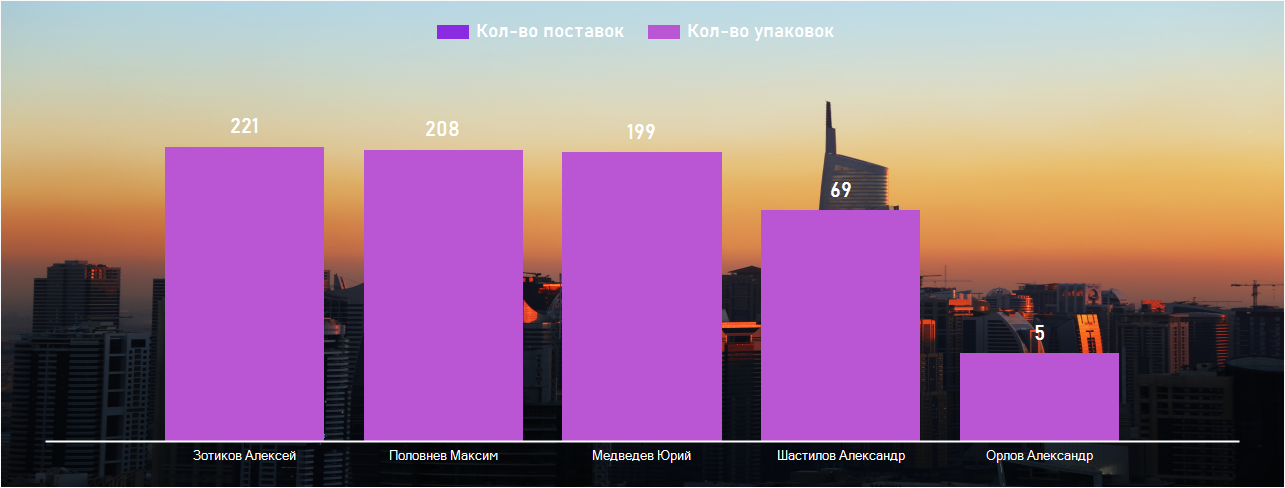 Кол-во поставок Кол-во упаковок
221 208 199 69 5
Зотиков Алексей Половнев Максим Медведев Юрий Шастилов Александр Орлов Александр